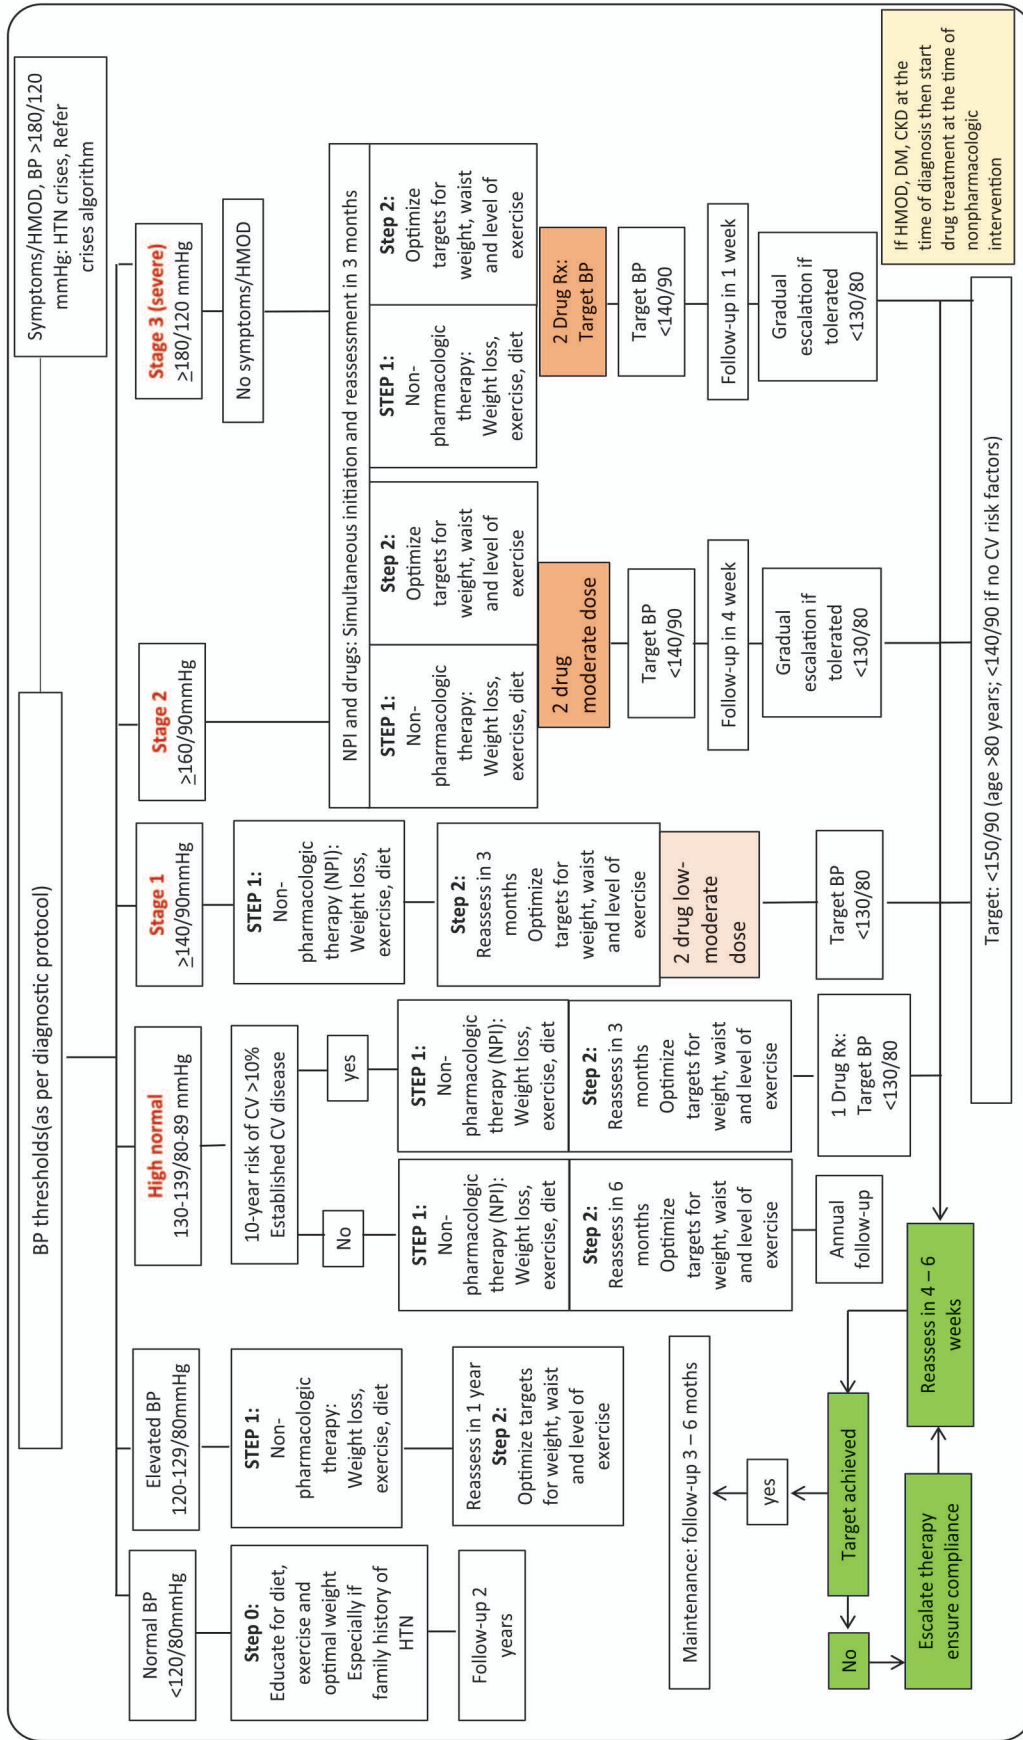 BP thresholds(as per diagnostic protocol)
Symptoms/HMOD, BP >180/120
mmHg: HTN crises, Refer
crises algorithm
Normal BP
<120/80mmHg
Step 0:
Educate for diet,
exercise and
optimal weight
Especially if
family history of
HTN
Follow-up 2
years
Elevated BP
120-129/80mmHg
STEP 1:
Non-
pharmacologic
therapy:
Weight loss,
exercise, diet
Reassess in 1 year
Step 2:
Optimize targets
for weight, waist
and level of
exercise
High normal
130-139/80-89 mmHg
10-year risk of CV >10%
Established CV disease
No
STEP 1:
Non-
pharmacologic
therapy (NPI):
Weight loss,
exercise, diet
Step 2:
Reassess in 6
months
Optimize
targets for
weight, waist
and level of
exercise
Annual
follow-up
yes
STEP 1:
Non-
pharmacologic
therapy (NPI):
Weight loss,
exercise, diet
Step 2:
Reassess in 3
months
Optimize
targets for
weight, waist
and level of
exercise
1 Drug Rx:
Target BP
<130/80
Stage 1
≥140/90mmHg
STEP 1:
Non-
pharmacologic
therapy (NPI):
Weight loss,
exercise, diet
Step 2:
Reassess in 3
months
Optimize
targets for
weight, waist
and level of
exercise
2 drug low-
moderate
dose
Target BP
<130/80
Stage 2
≥160/90mmHg
Stage 3 (severe)
≥180/120 mmHg
No symptoms/HMOD
NPI and drugs: Simultaneous initiation and reassessment in 3 months
STEP 1:
Non-
pharmacologic
therapy:
Weight loss,
exercise, diet
Step 2:
Optimize
targets for
weight, waist
and level of
exercise
2 drug
moderate dose
Target BP
<140/90
Follow-up in 4 week
Gradual
escalation if
tolerated
<130/80
STEP 1:
Non-
pharmacologic
therapy:
Weight loss,
exercise, diet
Step 2:
Optimize
targets for
weight, waist
and level of
exercise
2 Drug Rx:
Target BP
Target BP
<140/90
Follow-up in 1 week
Gradual
escalation if
tolerated
<130/80
If HMOD, DM, CKD at the
time of diagnosis then start
drug treatment at the time of
nonpharmacologic
intervention
Target: <150/90 (age >80 years; <140/90 if no CV risk factors)
Maintenance: follow-up 3 – 6 moths
yes
Target achieved
No
Escalate therapy
ensure compliance
Reassess in 4 – 6
weeks